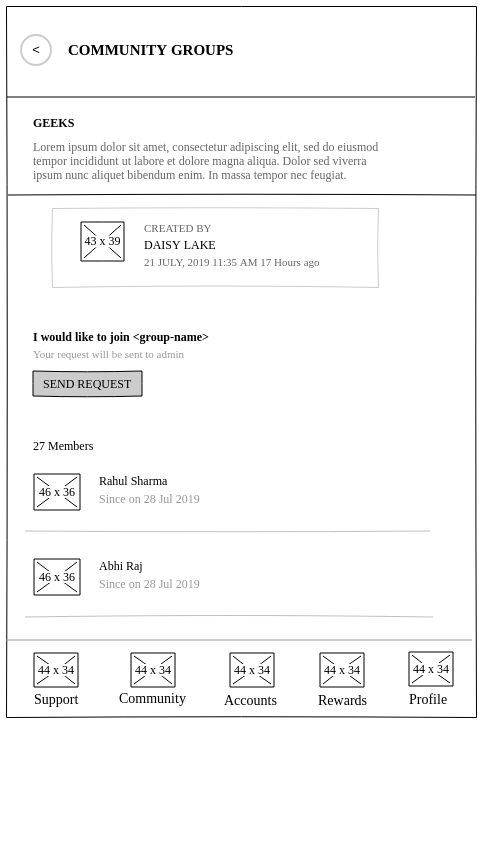 < COMMUNITY GROUPS
GEEKS
Lorem ipsum dolor sit amet, consectetur adipiscing elit, sed do eiusmod
tempor incididunt ut labore et dolore magna aliqua. Dolor sed viverra
ipsum nunc aliquet bibendum enim. In massa tempor nec feugiat.
CREATED BY
43 x 39
DAISY LAKE
21 JULY, 2019 11:35 AM 17 Hours ago
I would like to join <group-name>
Your request will be sent to admin
SEND REQUEST
27 Members
Rahul Sharma
46 x 36
Since on 28 Jul 2019
Abhi Raj
46 x 36
Since on 28 Jul 2019
44 x 34 44 x 34 44 x 34 44 x 34 44 x 34
Support Community Accounts Rewards Profile